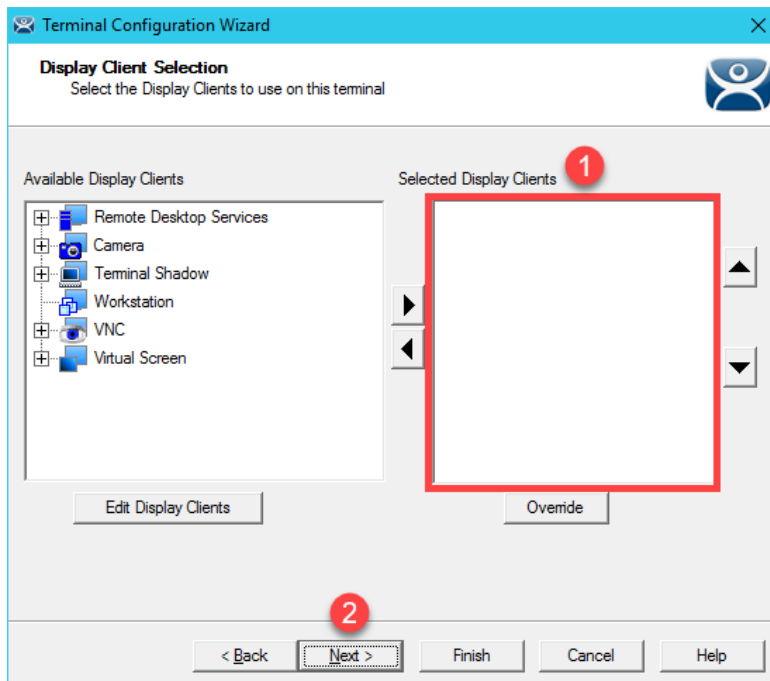 Terminal Configuration Wizard
Display Client Selection
Select the Display Clients to use on this terminal
Available Display Clients
Selected Display Clients
1
Remote Desktop Services
Camera
Terminal Shadow
Workstation
VNC
Virtual Screen
Edit Display Clients
Override
2
< Back
Next >
Finish
Cancel
Help